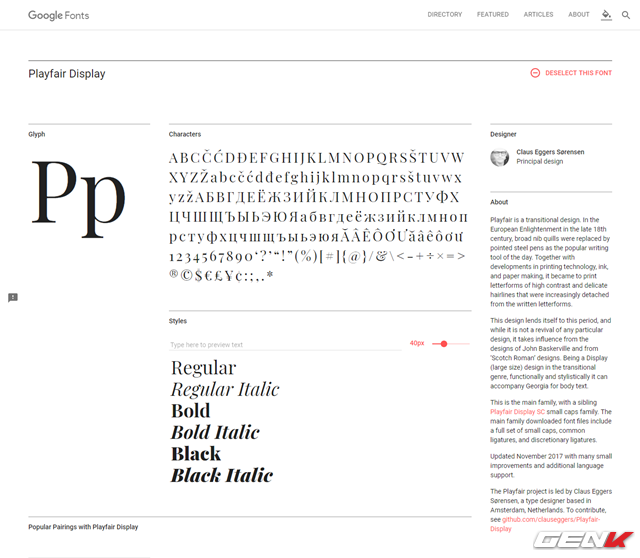 Google Fonts
DIRECTORY FEATURED ARTICLES ABOUT
Playfair Display
DESELECT THIS FONT
Glyph
Pp
Characters
ABCČĆDĐEFGHIJKLMNOPQRSŠTUVW
XYZŽabcčćdđefghijklmnopqrsštuvwx
yzžАБВГДЕЁЖЗИЙКЛМНОПРСТУФХ
ЦЧШЩЪЫЬЭЮЯабвгдеёжзийклмноп
рстуфхцчшщъыьэюяĂÂÊÔƠƯăâêôơư
1234567890‘?’“!”(%)[#]{@}/&\<-+÷×=>
®©$€£¥¢:;,.*
Styles
Type here to preview text
40px
Regular
Regular Italic
Bold
Bold Italic
Black
Black Italic
Popular Pairings with Playfair Display
Designer
Claus Eggers Sørensen
Principal design
About
Playfair is a transitional design. In the
European Enlightenment in the late 18th
century, broad nib quills were replaced by
pointed steel pens as the popular writing
tool of the day. Together with
developments in printing technology, ink,
and paper making, it became to print
letterforms of high contrast and delicate
hairlines that were increasingly detached
from the written letterforms.
This design lends itself to this period, and
while it is not a revival of any particular
design, it takes influence from the
designs of John Baskerville and from
‘Scotch Roman’ designs. Being a Display
(large size) design in the transitional
genre, functionally and stylistically it can
accompany Georgia for body text.
This is the main family, with a sibling
Playfair Display SC small caps family. The
main family downloaded font files include
a full set of small caps, common
ligatures, and discretionary ligatures.
Updated November 2017 with many small
improvements and additional language
support.
The Playfair project is led by Claus Eggers
Sørensen, a type designer based in
Amsterdam, Netherlands. To contribute,
see github.com/clauseggers/Playfair-
Display
GENK